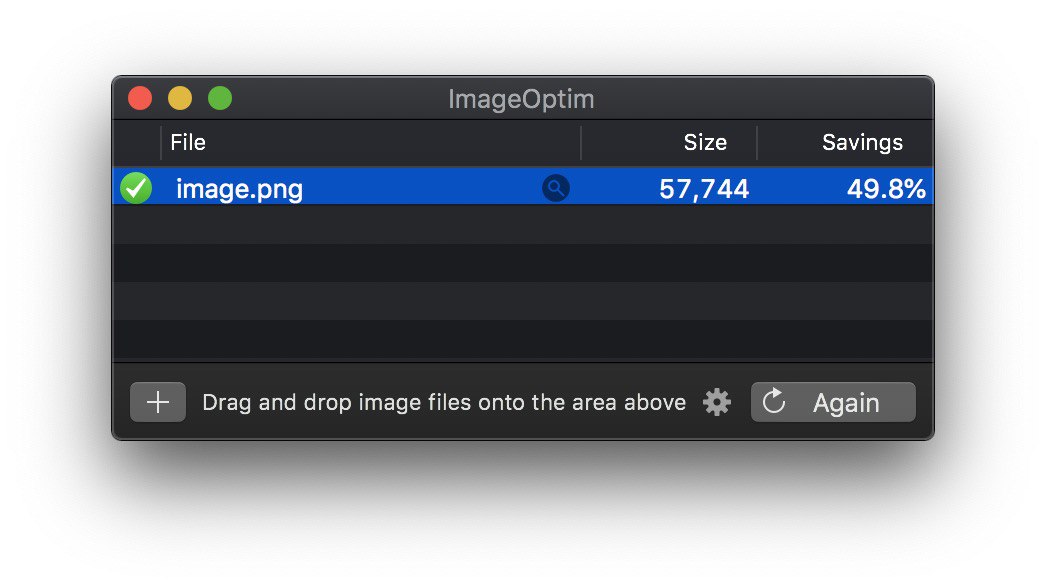 ImageOptim
File Size Savings
image.png 57,744 49.8%
Drag and drop image files onto the area above Again